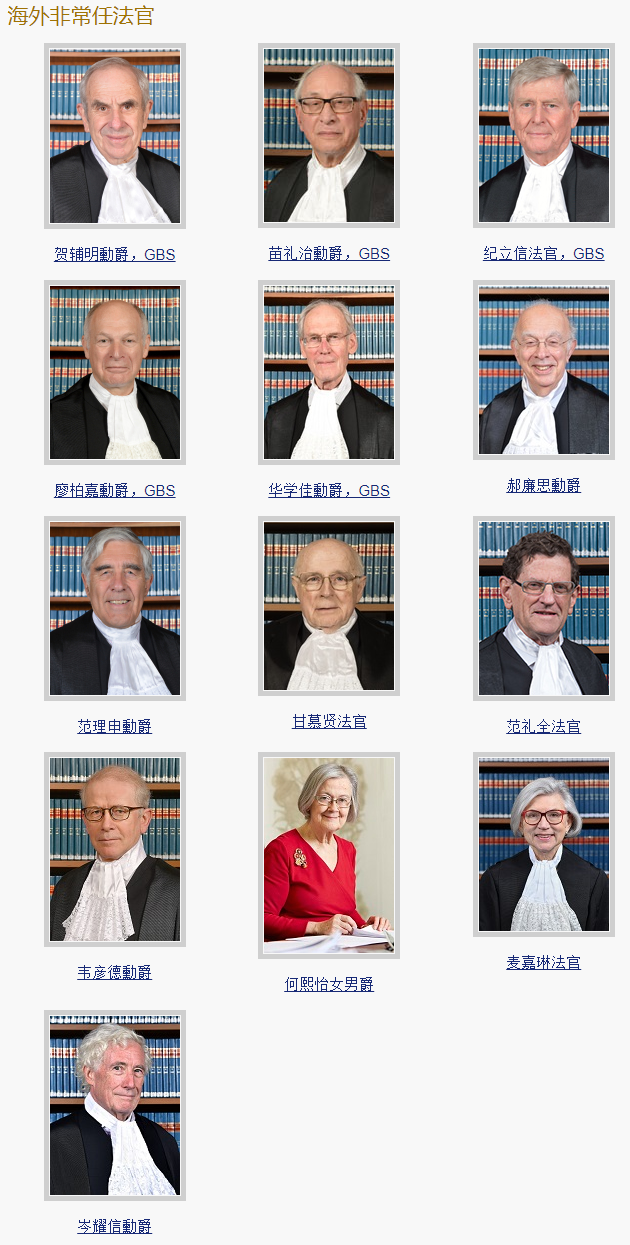 海外非常任法官
贺辅明勳爵，GBS
苗礼治勳爵，GBS
纪立信法官，GBS
廖柏嘉勳爵，GBS
华学佳勳爵，GBS
郝廉思勳爵
范理申勳爵
甘慕贤法官
范礼全法官
韦彦德勳爵
何熙怡女男爵
麦嘉琳法官
岑耀信勳爵